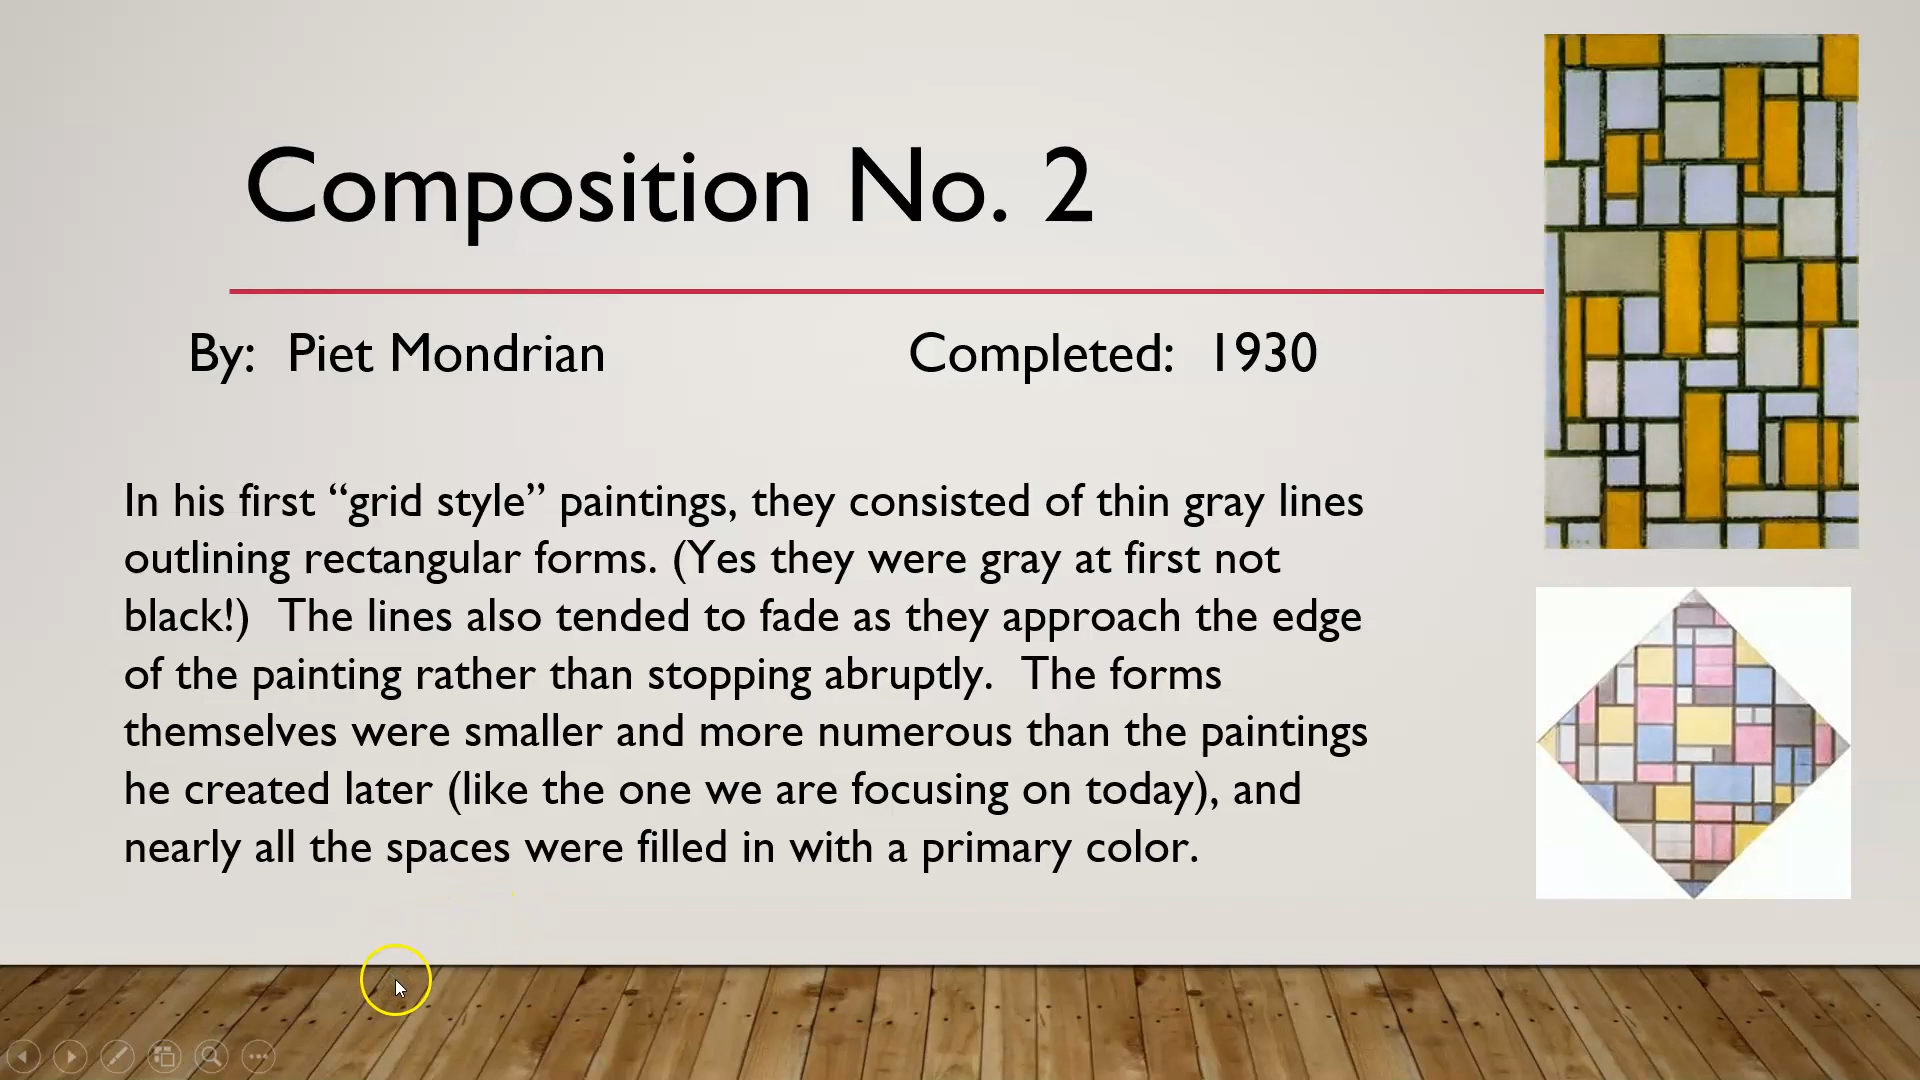 Composition No. 2
By:  Piet Mondrian
Completed:  1930
In his first “grid style” paintings, they consisted of thin gray lines
outlining rectangular forms. (Yes they were gray at first not
black!)  The lines also tended to fade as they approach the edge
of the painting rather than stopping abruptly.  The forms
themselves were smaller and more numerous than the paintings
he created later (like the one we are focusing on today), and
nearly all the spaces were filled in with a primary color.